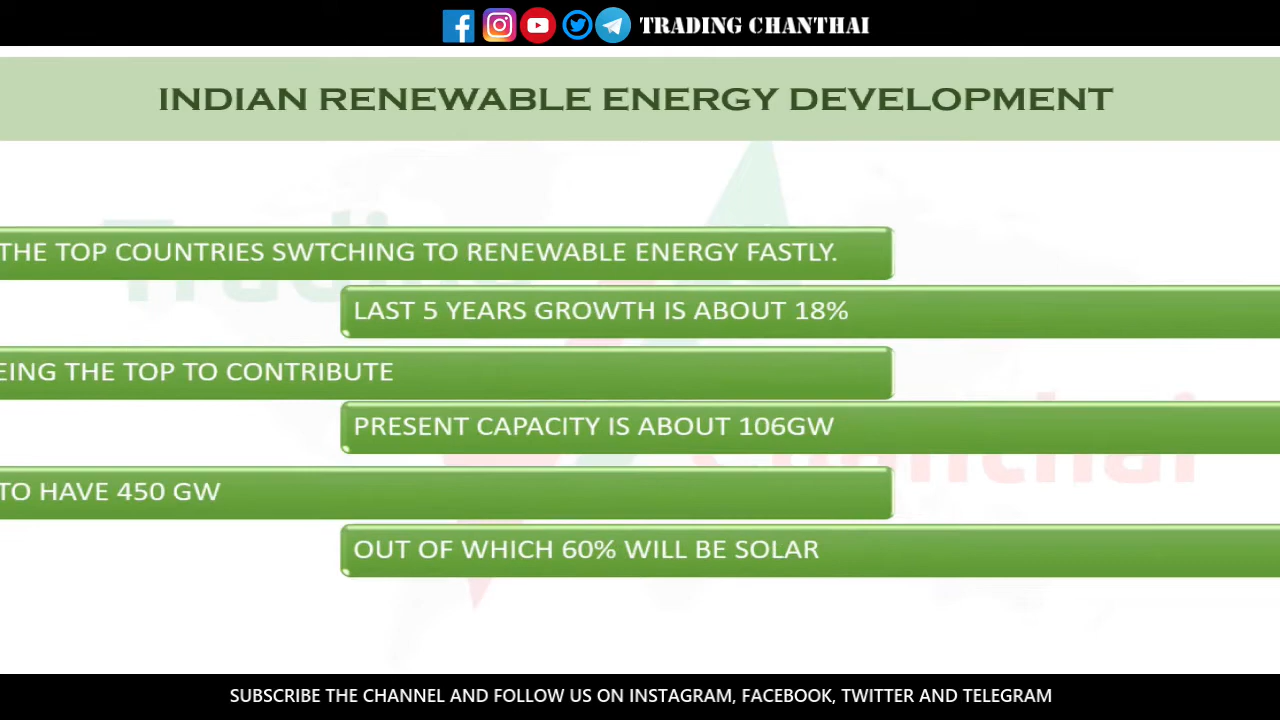 TRADING CHANTHAI
INDIAN RENEWABLE ENERGY DEVELOPMENT
THE TOP COUNTRIES SWTCHING TO RENEWABLE ENERGY FASTLY.
LAST 5 YEARS GROWTH IS ABOUT 18%
EING THE TOP TO CONTRIBUTE
PRESENT CAPACITY IS ABOUT 106GW
TO HAVE 450 GW
OUT OF WHICH 60% WILL BE SOLAR
Trading
Chanthai
SUBSCRIBE THE CHANNEL AND FOLLOW US ON INSTAGRAM, FACEBOOK, TWITTER AND TELEGRAM